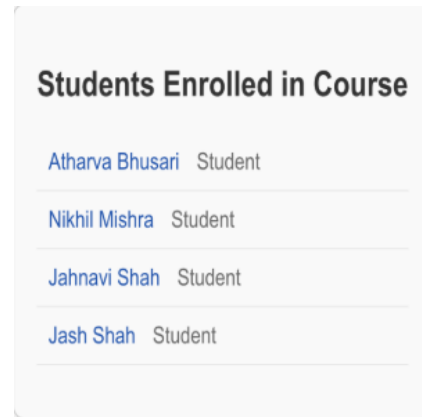 Students Enrolled in Course
Atharva Bhusari Student
Nikhil Mishra Student
Jahnavi Shah Student
Jash Shah Student